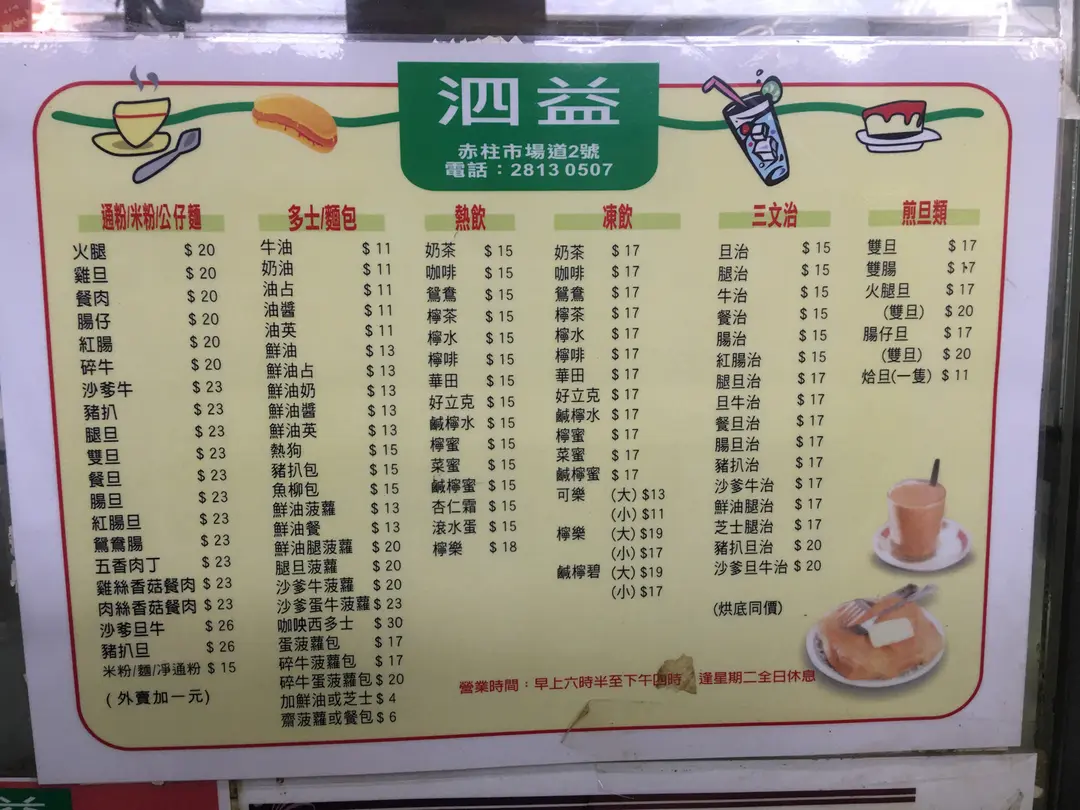 泗益
赤柱市場道2號
電話：2813 0507
通粉/米粉/公仔麵
火腿 $ 20
雞旦 $ 20
餐肉 $ 20
腸仔 $ 20
紅腸 $ 20
碎牛 $ 20
沙爹牛 $ 23
豬扒 $ 23
腿旦 $ 23
雙旦 $ 23
餐旦 $ 23
腸旦 $ 23
紅腸旦 $ 23
鴛鴦腸 $ 23
五香肉丁 $ 23
雞絲香菇餐肉 $ 23
肉絲香菇餐肉 $ 23
沙爹旦牛 $ 26
豬扒旦 $ 26
米粉/麵/凈通粉 $ 15
(外賣加一元)
多士/麵包
牛油 $ 11
奶油 $ 11
油占 $ 11
油醬 $ 11
油英 $ 11
鮮油 $ 13
鮮油占 $ 13
鮮油奶 $ 13
鮮油醬 $ 13
鮮油英 $ 13
熱狗 $ 15
豬扒包 $ 15
魚柳包 $ 15
鮮油菠蘿 $ 13
鮮油餐 $ 13
鮮油腿菠蘿 $ 20
腿旦菠蘿 $ 20
沙爹牛菠蘿 $ 20
沙爹蛋牛菠蘿 $ 23
咖央西多士 $ 30
蛋菠蘿包 $ 17
碎牛菠蘿包 $ 17
碎牛蛋菠蘿包 $ 20
加鮮油或芝士 $ 4
齋菠蘿或餐包 $ 6
熱飲
奶茶 $ 15
咖啡 $ 15
鴛鴦 $ 15
檸茶 $ 15
檸水 $ 15
檸啡 $ 15
華田 $ 15
好立克 $ 15
鹹檸水 $ 15
檸蜜 $ 15
菜蜜 $ 15
鹹檸蜜 $ 15
杏仁霜 $ 15
滾水蛋 $ 15
檸樂 $ 18
凍飲
奶茶 $ 17
咖啡 $ 17
鴛鴦 $ 17
檸茶 $ 17
檸水 $ 17
檸啡 $ 17
華田 $ 17
好立克 $ 17
鹹檸水 $ 17
檸蜜 $ 17
菜蜜 $ 17
鹹檸蜜 $ 17
可樂 (大) $13
(小) $11
檸樂 (大) $19
(小) $17
鹹檸碧 (大) $19
(小) $17
三文治
旦治 $ 15
腿治 $ 15
牛治 $ 15
餐治 $ 15
腸治 $ 15
紅腸治 $ 15
腿旦治 $ 17
旦牛治 $ 17
餐旦治 $ 17
腸旦治 $ 17
豬扒治 $ 17
沙爹牛治 $ 17
鮮油腿治 $ 17
芝士腿治 $ 17
豬扒旦治 $ 20
沙爹旦牛治 $ 20
(烘底同價)
煎旦類
雙旦 $ 17
雙腸 $ 17
火腿旦 $ 17
(雙旦) $ 20
腸仔旦 $ 17
(雙旦) $ 20
烚旦(一隻) $ 11
營業時間：早上六時半至下午四時，逢星期二全日休息
益